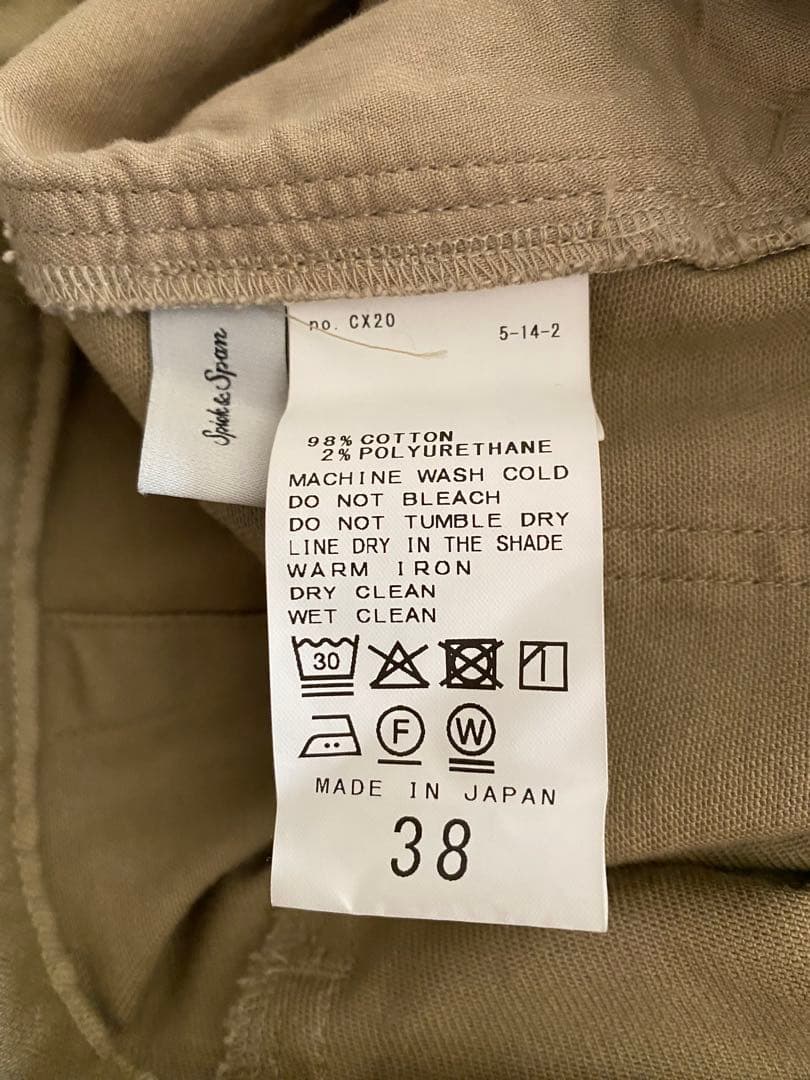 no. CX20
5-14-2
Spick & Span
98% COTTON
2% POLYURETHANE
MACHINE WASH COLD
DO NOT BLEACH
DO NOT TUMBLE DRY
LINE DRY IN THE SHADE
WARM IRON
DRY CLEAN
WET CLEAN
30
F
W
MADE IN JAPAN
38